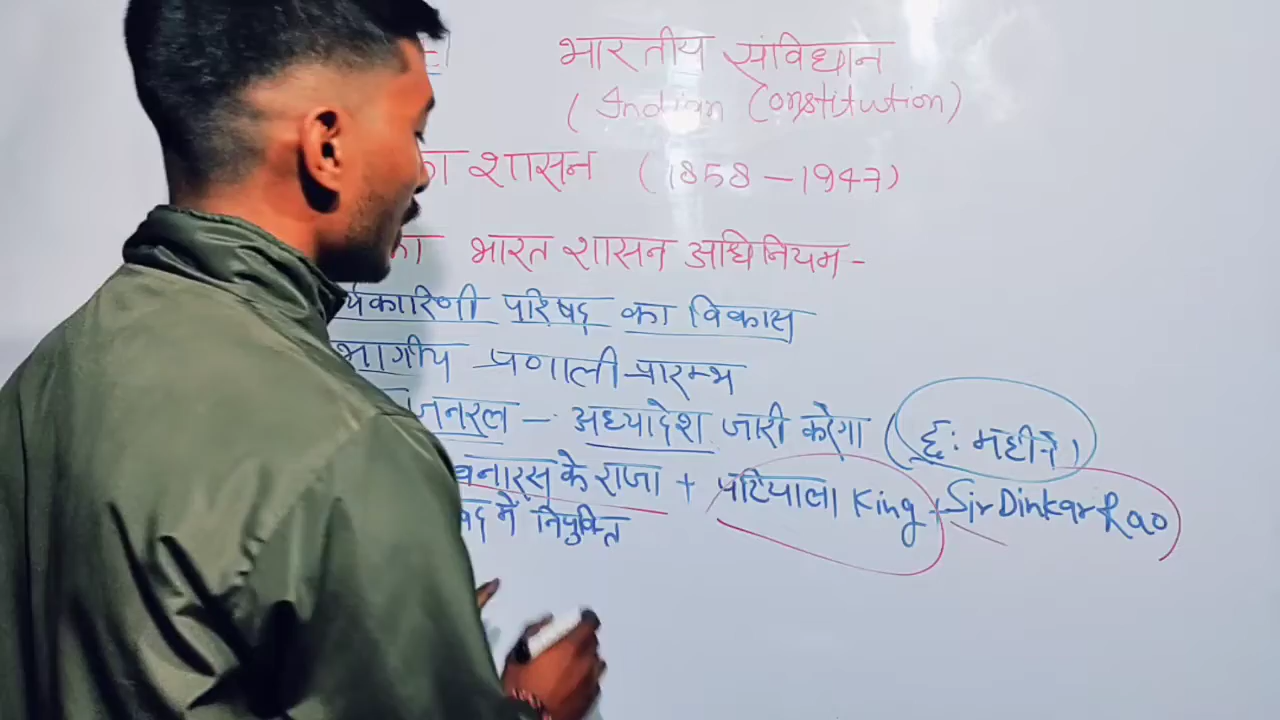 भारतीय संविधान
(Indian Constitution)
का शासन (1858 - 1947)
का भारत शासन अधिनियम -
र्यकारिणी परिषद् का विकास
भागीय प्रणाली प्रारम्भ
जनरल - अध्यादेश जारी करेगा (छः महीने)
बनारस के राजा + पटियाला King + Sir Dinkar Rao
षद में नियुक्ति